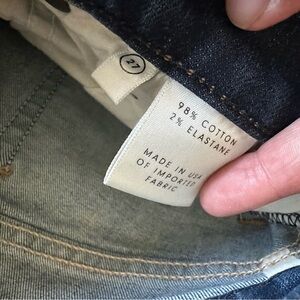 27
98% COTTON
2% ELASTANE
MADE IN USA
OF IMPORTED
FABRIC